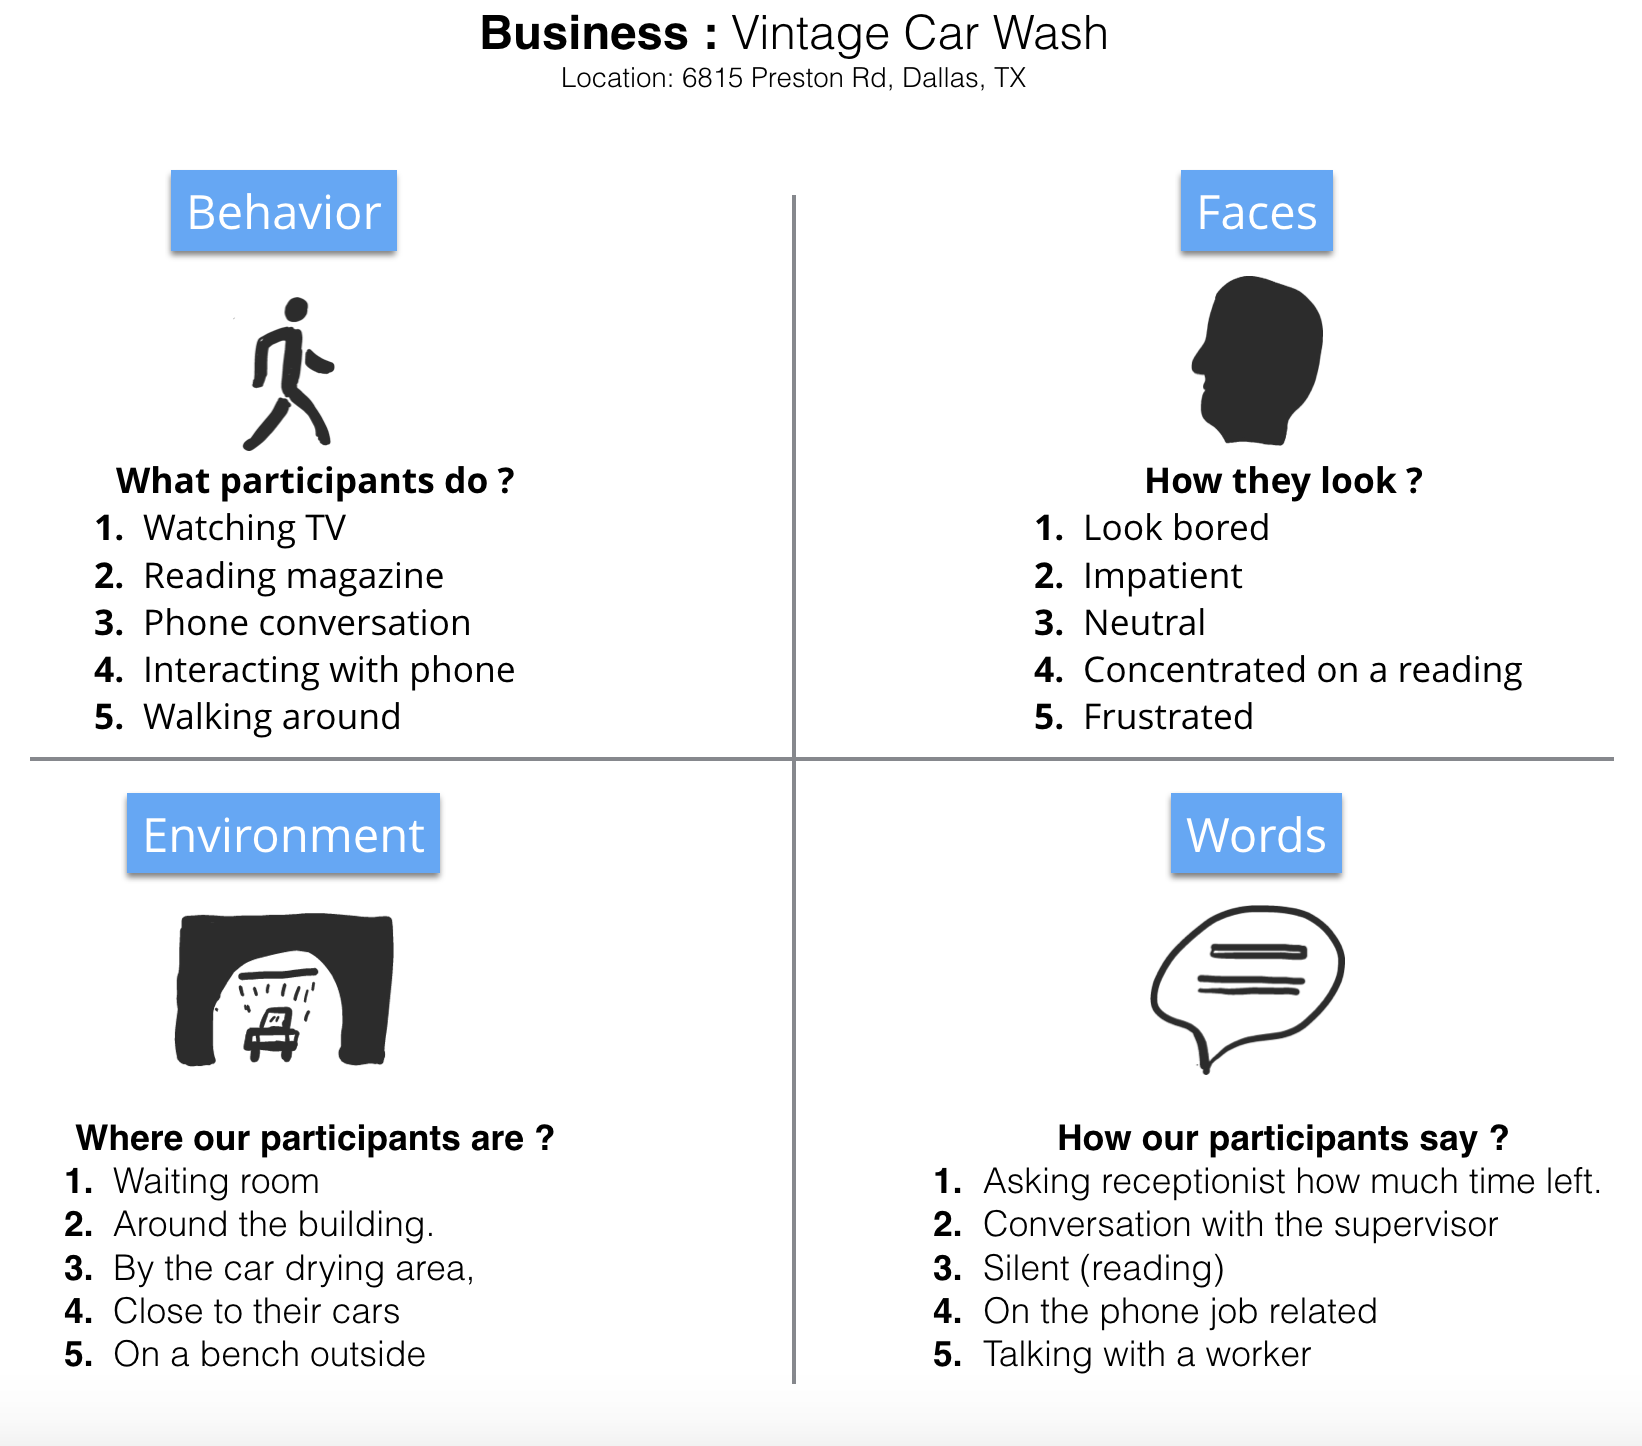 Business : Vintage Car Wash
Location: 6815 Preston Rd, Dallas, TX
Behavior
What participants do ?
1. Watching TV
2. Reading magazine
3. Phone conversation
4. Interacting with phone
5. Walking around
Faces
How they look ?
1. Look bored
2. Impatient
3. Neutral
4. Concentrated on a reading
5. Frustrated
Environment
Where our participants are ?
1. Waiting room
2. Around the building.
3. By the car drying area,
4. Close to their cars
5. On a bench outside
Words
How our participants say ?
1. Asking receptionist how much time left.
2. Conversation with the supervisor
3. Silent (reading)
4. On the phone job related
5. Talking with a worker